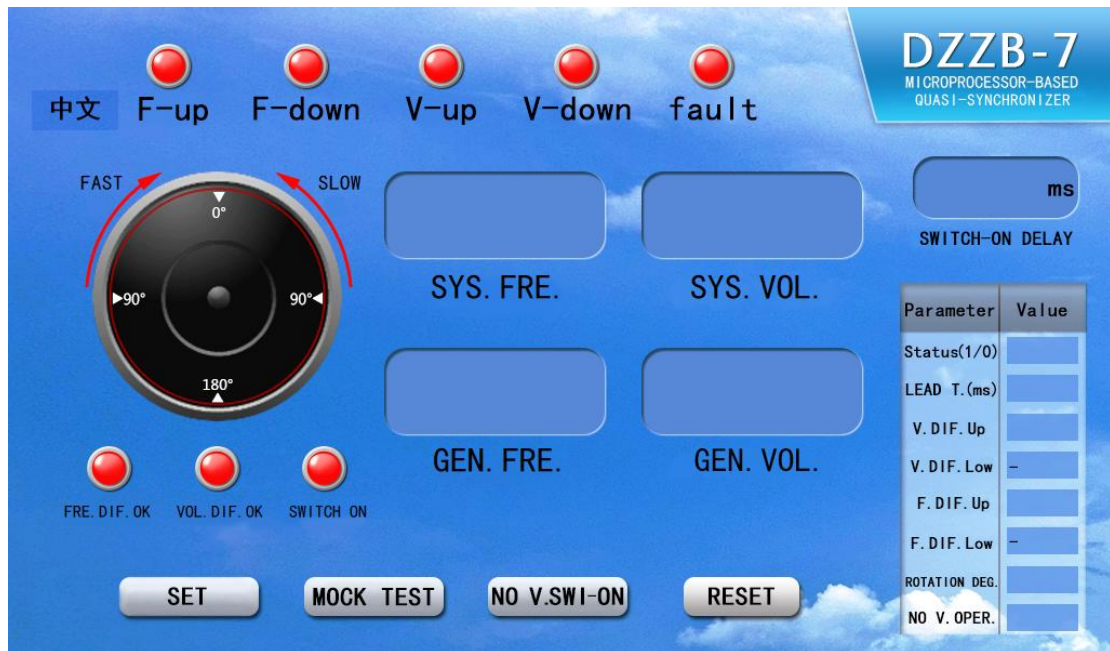 DZZB-7
MICROPROCESSOR-BASED
QUASI-SYNCHRONIZER
中文 F-up F-down V-up V-down fault
FAST SLOW
0°
90° 90°
180°
SYS. FRE. SYS. VOL.
GEN. FRE. GEN. VOL.
FRE. DIF. OK VOL. DIF. OK SWITCH ON
SET MOCK TEST NO V.SWI-ON RESET
ms
SWITCH-ON DELAY
Parameter Value
Status(1/0)
LEAD T.(ms)
V.DIF.Up
V.DIF.Low -
F.DIF.Up
F.DIF.Low -
ROTATION DEG.
NO V.OPER.